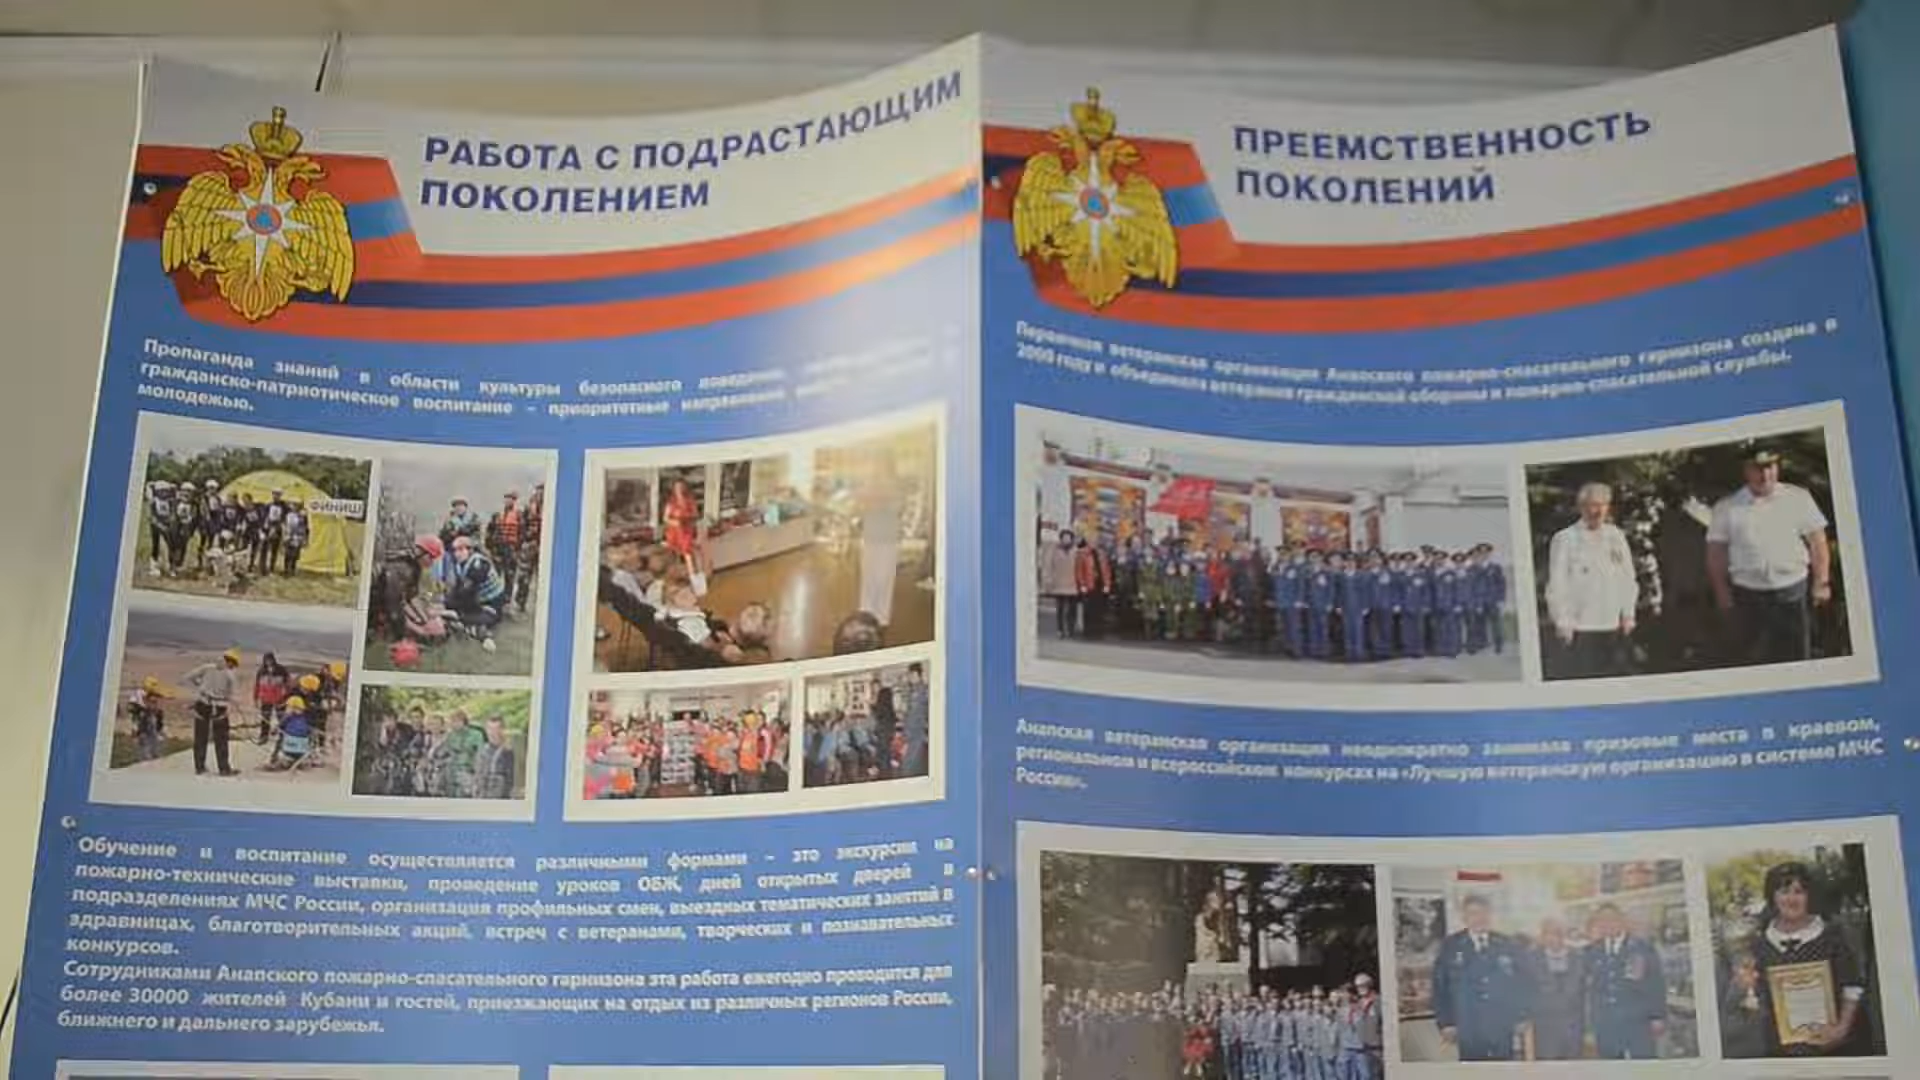 РАБОТА С ПОДРАСТАЮЩИМ
ПОКОЛЕНИЕМ
Пропаганда знаний в области культуры безопасного
гражданско-патриотическое воспитание – приоритетные
молодежью.
ФИНИШ
Обучение и воспитание осуществляется различными формами – это экскурсии на
пожарно-технические выставки, проведение уроков ОБЖ, дней открытых дверей в
подразделениях МЧС России, организация профильных смен, выездных тематических занятий в
здравницах, благотворительных акций, встреч с ветеранами, творческих и познавательных
конкурсов.
Сотрудниками Анапского пожарно-спасательного гарнизона эта работа ежегодно проводится для
более 30000 жителей Кубани и гостей, приезжающих на отдых из различных регионов России,
ближнего и дальнего зарубежья.
ПРЕЕМСТВЕННОСТЬ
ПОКОЛЕНИЙ
Первичная ветеранская организация Анапского пожарно-спасательного гарнизона создана в
году и объединила ветеранов гражданской обороны и пожарно-спасательной службы.
Анапская ветеранская организация неоднократно занимала призовые места в краевом,
региональном и всероссийском конкурсах на «Лучшую ветеранскую организацию в системе МЧС
России».